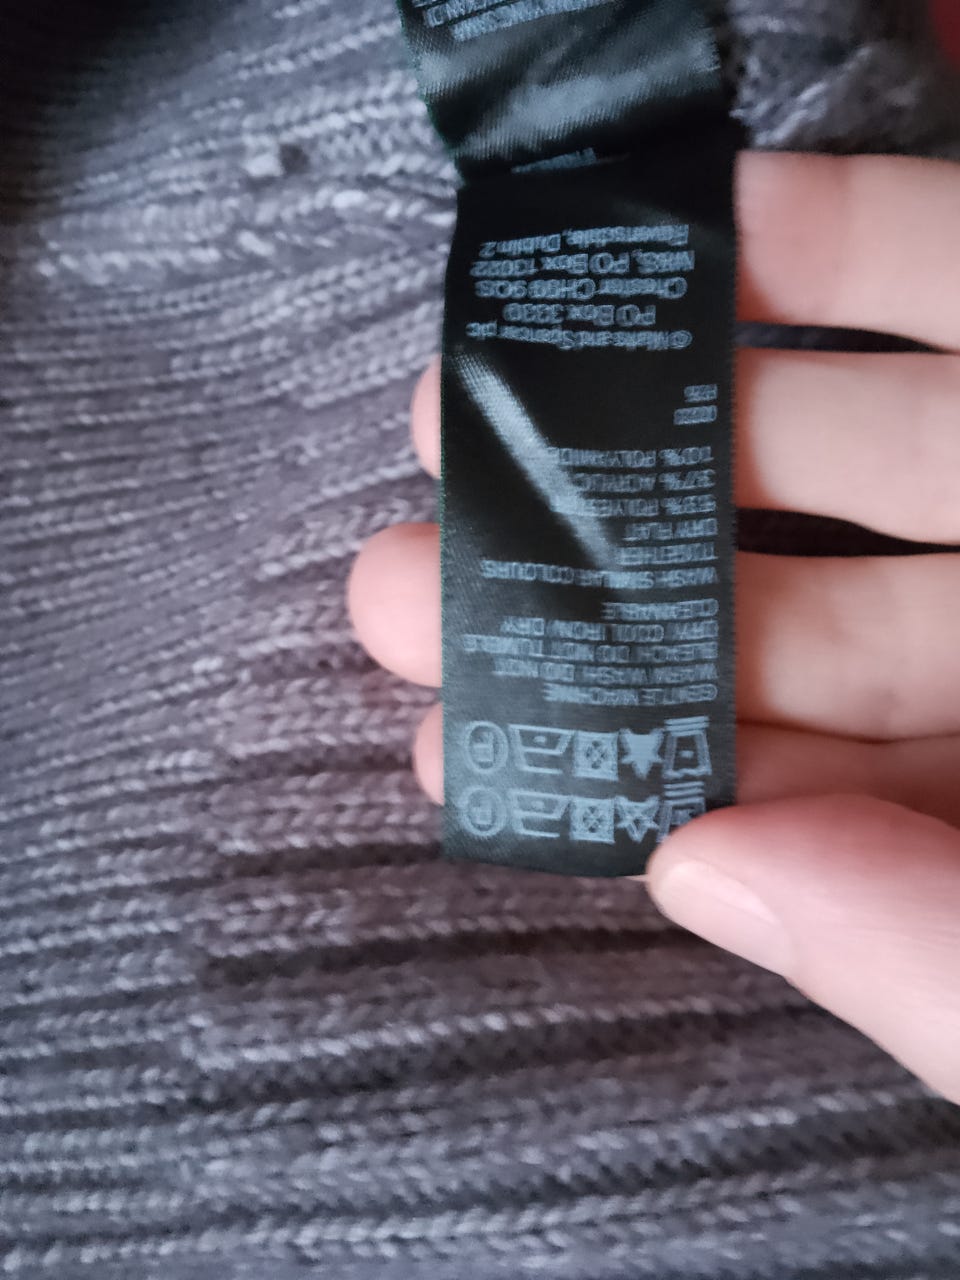 GENTLE MACHINE
WARM WASH DO NOT
BLEACH DO NOT TUMBLE
DRY COOL IRON DRY
CLEANABLE
WASH SIMILAR COLOURS
TOGETHER
DRY FLAT
POLYESTER
37% ACRYLIC
10% POLYAMIDE
© Marks and Spencer plc
PO Box 3339
Chester CH99 9QS
M&S, PO Box 13022
Ravensdale, Dublin 2